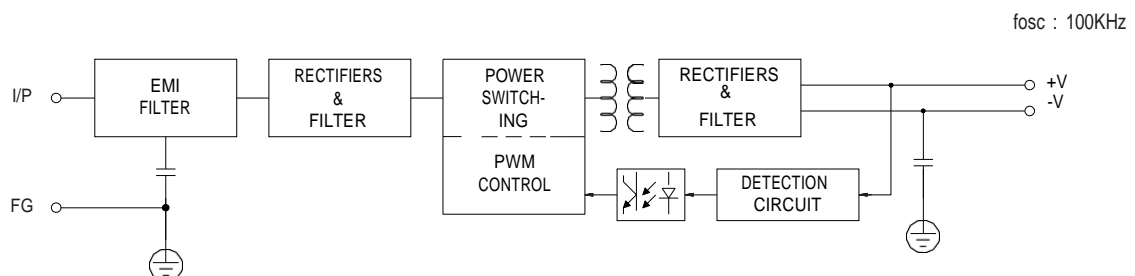 fosc : 100KHz
I/P
EMI
FILTER
RECTIFIERS
&
FILTER
POWER
SWITCH-
ING
PWM
CONTROL
RECTIFIERS
&
FILTER
+V
-V
DETECTION
CIRCUIT
FG